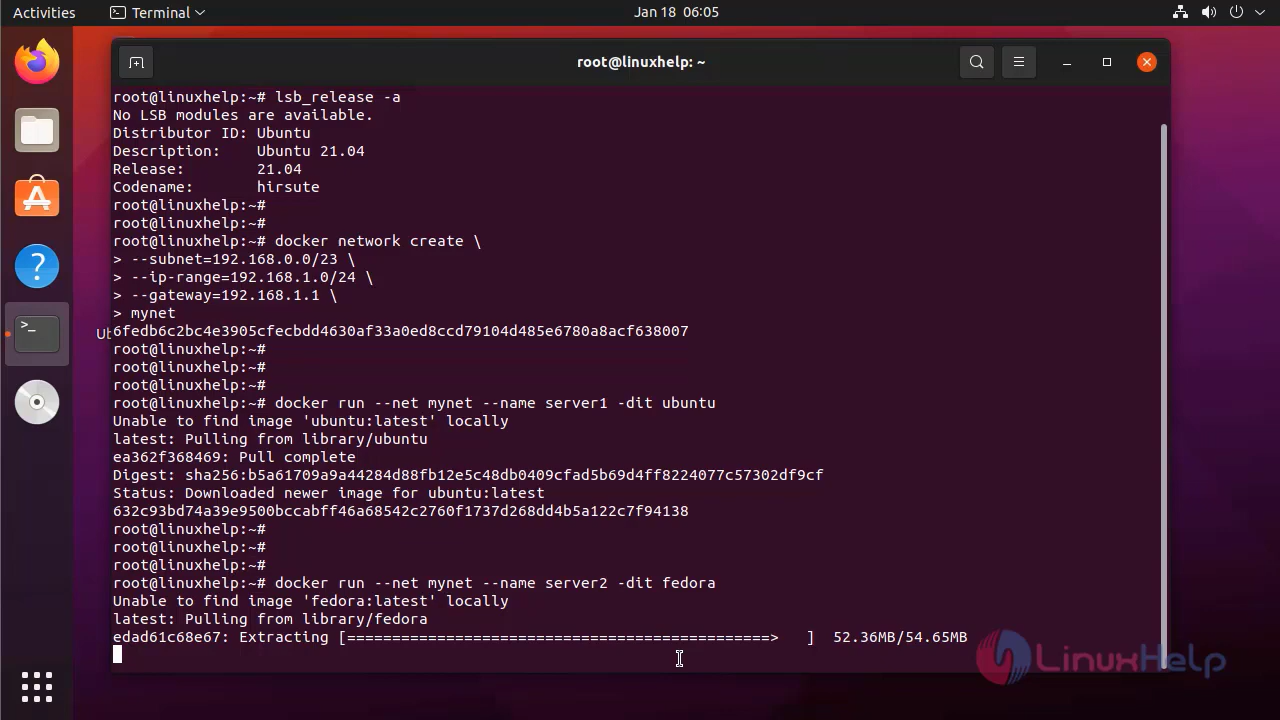 Activities Terminal Jan 18 06:05
root@linuxhelp: ~
root@linuxhelp:~# lsb_release -a
No LSB modules are available.
Distributor ID: Ubuntu
Description: Ubuntu 21.04
Release: 21.04
Codename: hirsute
root@linuxhelp:~#
root@linuxhelp:~#
root@linuxhelp:~# docker network create \
> --subnet=192.168.0.0/23 \
> --ip-range=192.168.1.0/24 \
> --gateway=192.168.1.1 \
> mynet
Ub
6fedb6c2bc4e3905cfecbdd4630af33a0ed8ccd79104d485e6780a8acf638007
root@linuxhelp:~#
root@linuxhelp:~#
root@linuxhelp:~#
root@linuxhelp:~# docker run --net mynet --name server1 -dit ubuntu
Unable to find image 'ubuntu:latest' locally
latest: Pulling from library/ubuntu
ea362f368469: Pull complete
Digest: sha256:b5a61709a9a44284d88fb12e5c48db0409cfad5b69d4ff8224077c57302df9cf
Status: Downloaded newer image for ubuntu:latest
632c93bd74a39e9500bccabff46a68542c2760f1737d268dd4b5a122c7f94138
root@linuxhelp:~#
root@linuxhelp:~#
root@linuxhelp:~#
root@linuxhelp:~# docker run --net mynet --name server2 -dit fedora
Unable to find image 'fedora:latest' locally
latest: Pulling from library/fedora
edad61c68e67: Extracting [===============================================>   ]  52.36MB/54.65MB
LinuxHelp